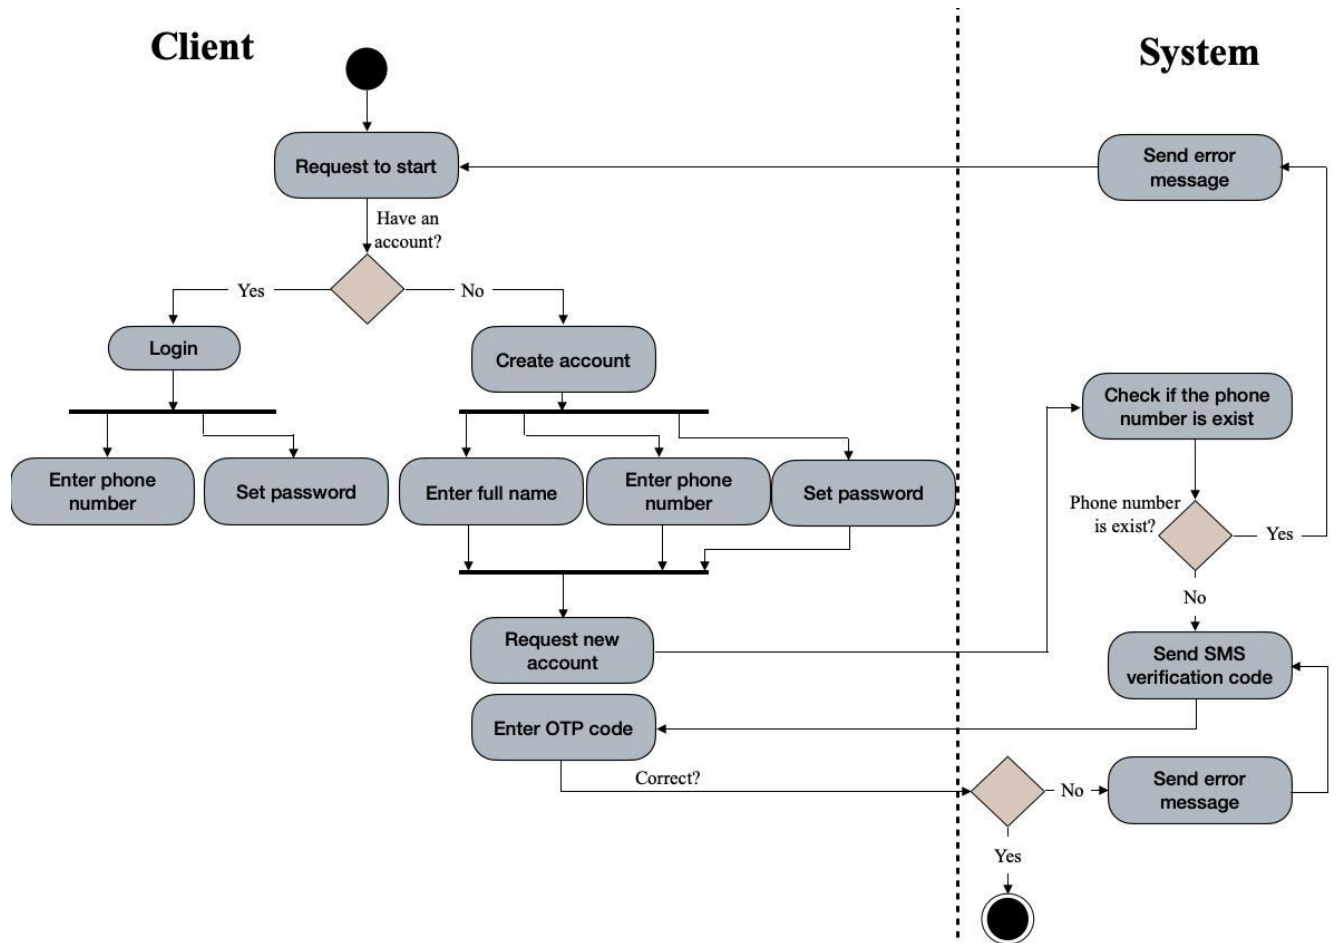 Client
System
Request to start
Send error
message
Have an
account?
Yes
No
Login
Create account
Check if the phone
number is exist
Enter phone
number
Set password
Enter full name
Enter phone
number
Set password
Phone number
is exist?
Yes
No
Request new
account
Send SMS
verification code
Enter OTP code
Correct?
No
Send error
message
Yes